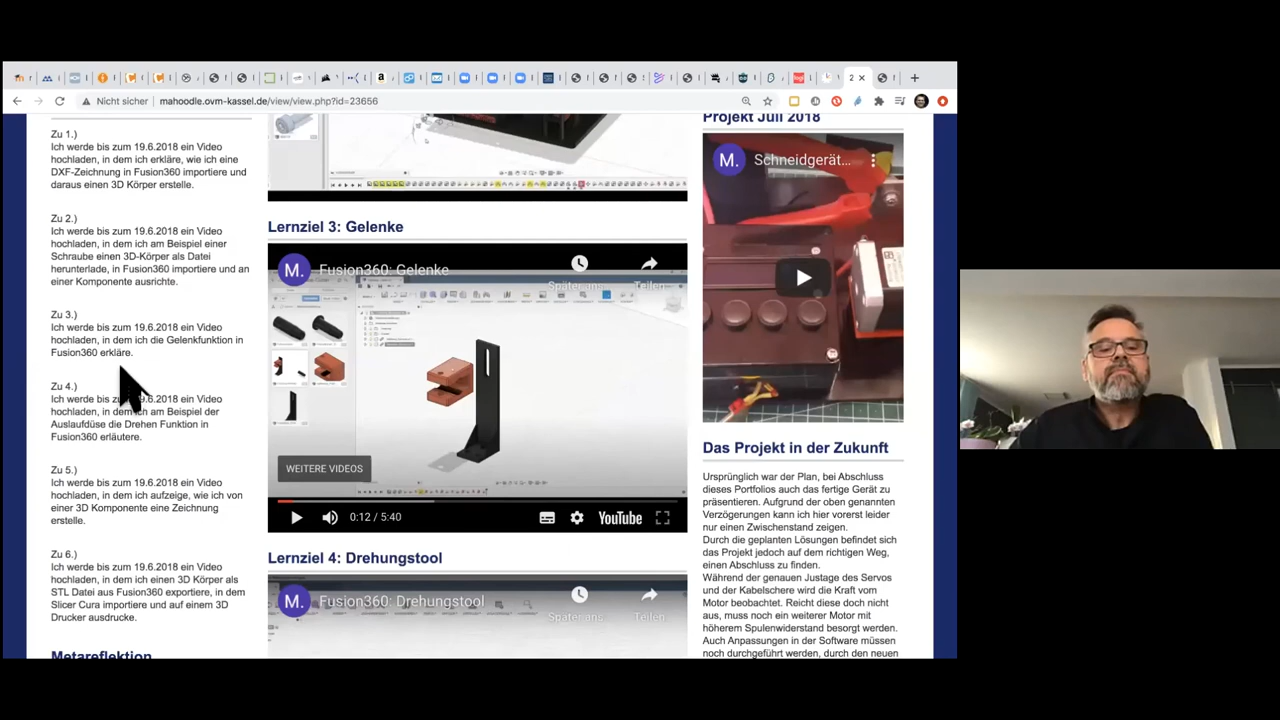 Nicht sicher
mahoodle.ovm-kassel.de/view/view.php?id=23656
Zu 1.)
Ich werde bis zum 19.6.2018 ein Video
hochladen, in dem ich erkläre, wie ich eine
DXF-Zeichnung in Fusion360 importiere und
daraus einen 3D Körper erstelle.
Zu 2.)
Ich werde bis zum 19.6.2018 ein Video
hochladen, in dem ich am Beispiel einer
Schraube einen 3D-Körper als Datei
herunterlade, in Fusion360 importiere und an
einer Komponente ausrichte.
Zu 3.)
Ich werde bis zum 19.6.2018 ein Video
hochladen, in dem ich die Gelenkfunktion in
Fusion360 erkläre.
Zu 4.)
Ich werde bis 9.6.2018 ein Video
hochladen, in dem ich am Beispiel der
Auslaufdüse die Drehen Funktion in
Fusion360 erläutere.
Zu 5.)
Ich werde bis zum 19.6.2018 ein Video
hochladen, in dem ich aufzeige, wie ich von
einer 3D Komponente eine Zeichnung
erstelle.
Zu 6.)
Ich werde bis zum 19.6.2018 ein Video
hochladen, in dem ich einen 3D Körper als
STL Datei aus Fusion360 exportiere, in dem
Slicer Cura importiere und auf einem 3D
Drucker ausdrucke.
Metareflektion
Lernziel 3: Gelenke
M.
Fusion360: Gelenke
Später ans
Teilen
WEITERE VIDEOS
0:12 / 5:40
YouTube
Lernziel 4: Drehungstool
M.
Fusion360: Drehungstool
Später ans
Teilen
Projekt Juli 2018
M.
Schneidgerät...
Das Projekt in der Zukunft
Ursprünglich war der Plan, bei Abschluss
dieses Portfolios auch das fertige Gerät zu
präsentieren. Aufgrund der oben genannten
Verzögerungen kann ich hier vorerst leider
nur einen Zwischenstand zeigen.
Durch die geplanten Lösungen befindet sich
das Projekt jedoch auf dem richtigen Weg,
einen Abschluss zu finden.
Während der genauen Justage des Servos
und der Kabelschere wird die Kraft vom
Motor beobachtet. Reicht diese doch nicht
aus, muss noch ein weiterer Motor mit
höherem Spulenwiderstand besorgt werden.
Auch Anpassungen in der Software müssen
noch durchgeführt werden, durch den neuen